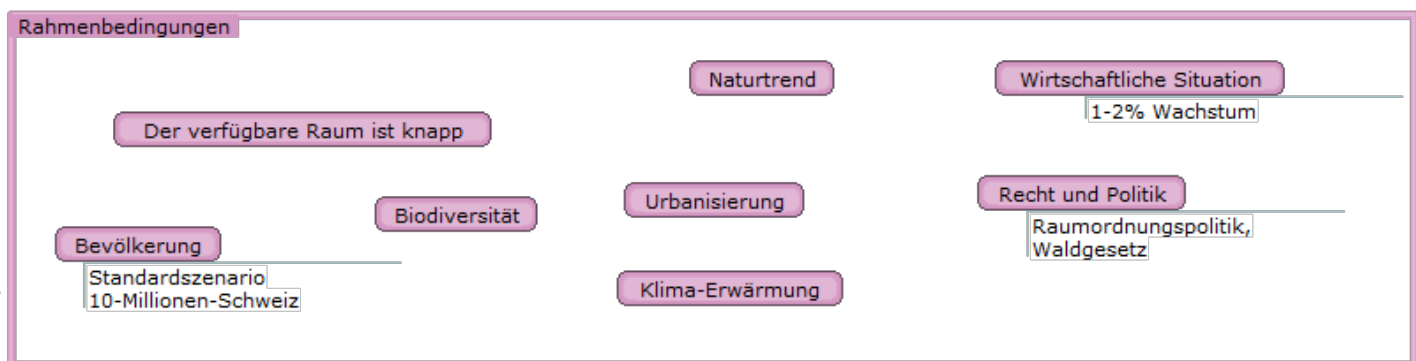 Rahmenbedingungen
Naturtrend
Wirtschaftliche Situation
1-2% Wachstum
Der verfügbare Raum ist knapp
Biodiversität
Urbanisierung
Recht und Politik
Raumordnungspolitik,
Waldgesetz
Bevölkerung
Standardszenario
10-Millionen-Schweiz
Klima-Erwärmung